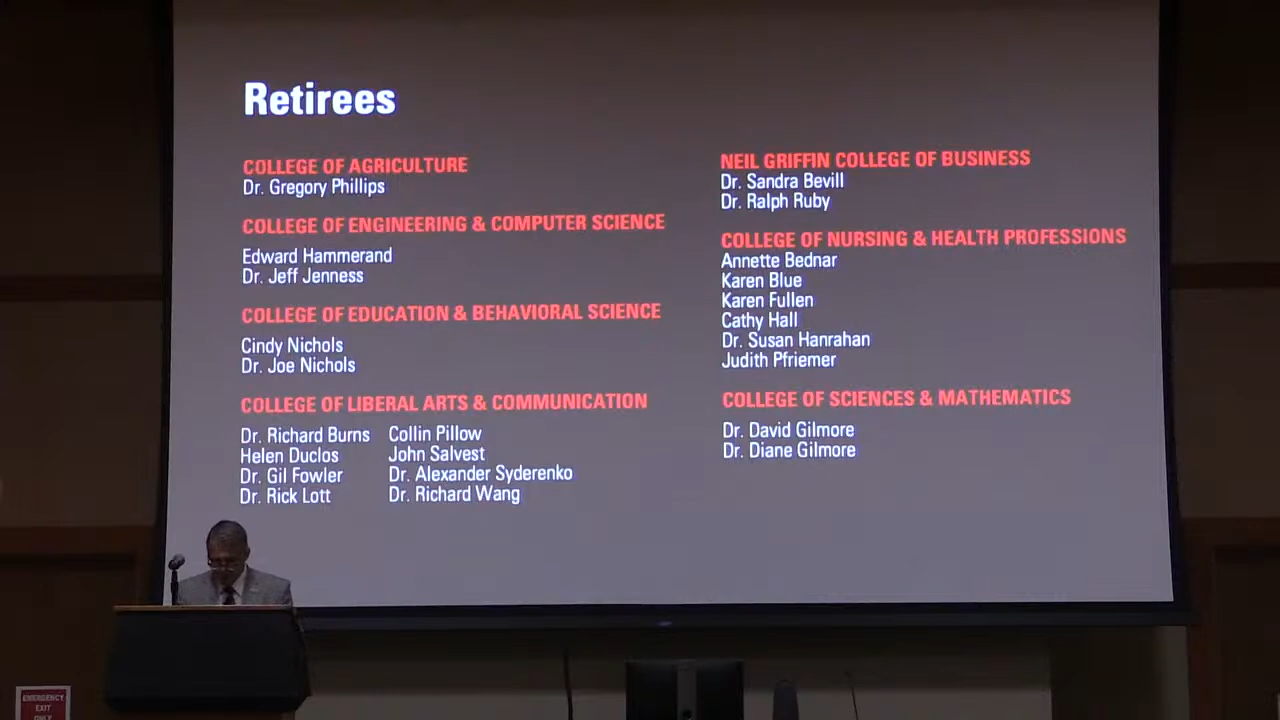 Retirees
COLLEGE OF AGRICULTURE
Dr. Gregory Phillips
COLLEGE OF ENGINEERING & COMPUTER SCIENCE
Edward Hammerand
Dr. Jeff Jenness
COLLEGE OF EDUCATION & BEHAVIORAL SCIENCE
Cindy Nichols
Dr. Joe Nichols
COLLEGE OF LIBERAL ARTS & COMMUNICATION
Dr. Richard Burns
Helen Duclos
Dr. Gil Fowler
Dr. Rick Lott
Collin Pillow
John Salvest
Dr. Alexander Syderenko
Dr. Richard Wang
NEIL GRIFFIN COLLEGE OF BUSINESS
Dr. Sandra Bevill
Dr. Ralph Ruby
COLLEGE OF NURSING & HEALTH PROFESSIONS
Annette Bednar
Karen Blue
Karen Fullen
Cathy Hall
Dr. Susan Hanrahan
Judith Pfriemer
COLLEGE OF SCIENCES & MATHEMATICS
Dr. David Gilmore
Dr. Diane Gilmore
EMERGENCY
EXIT
ONLY